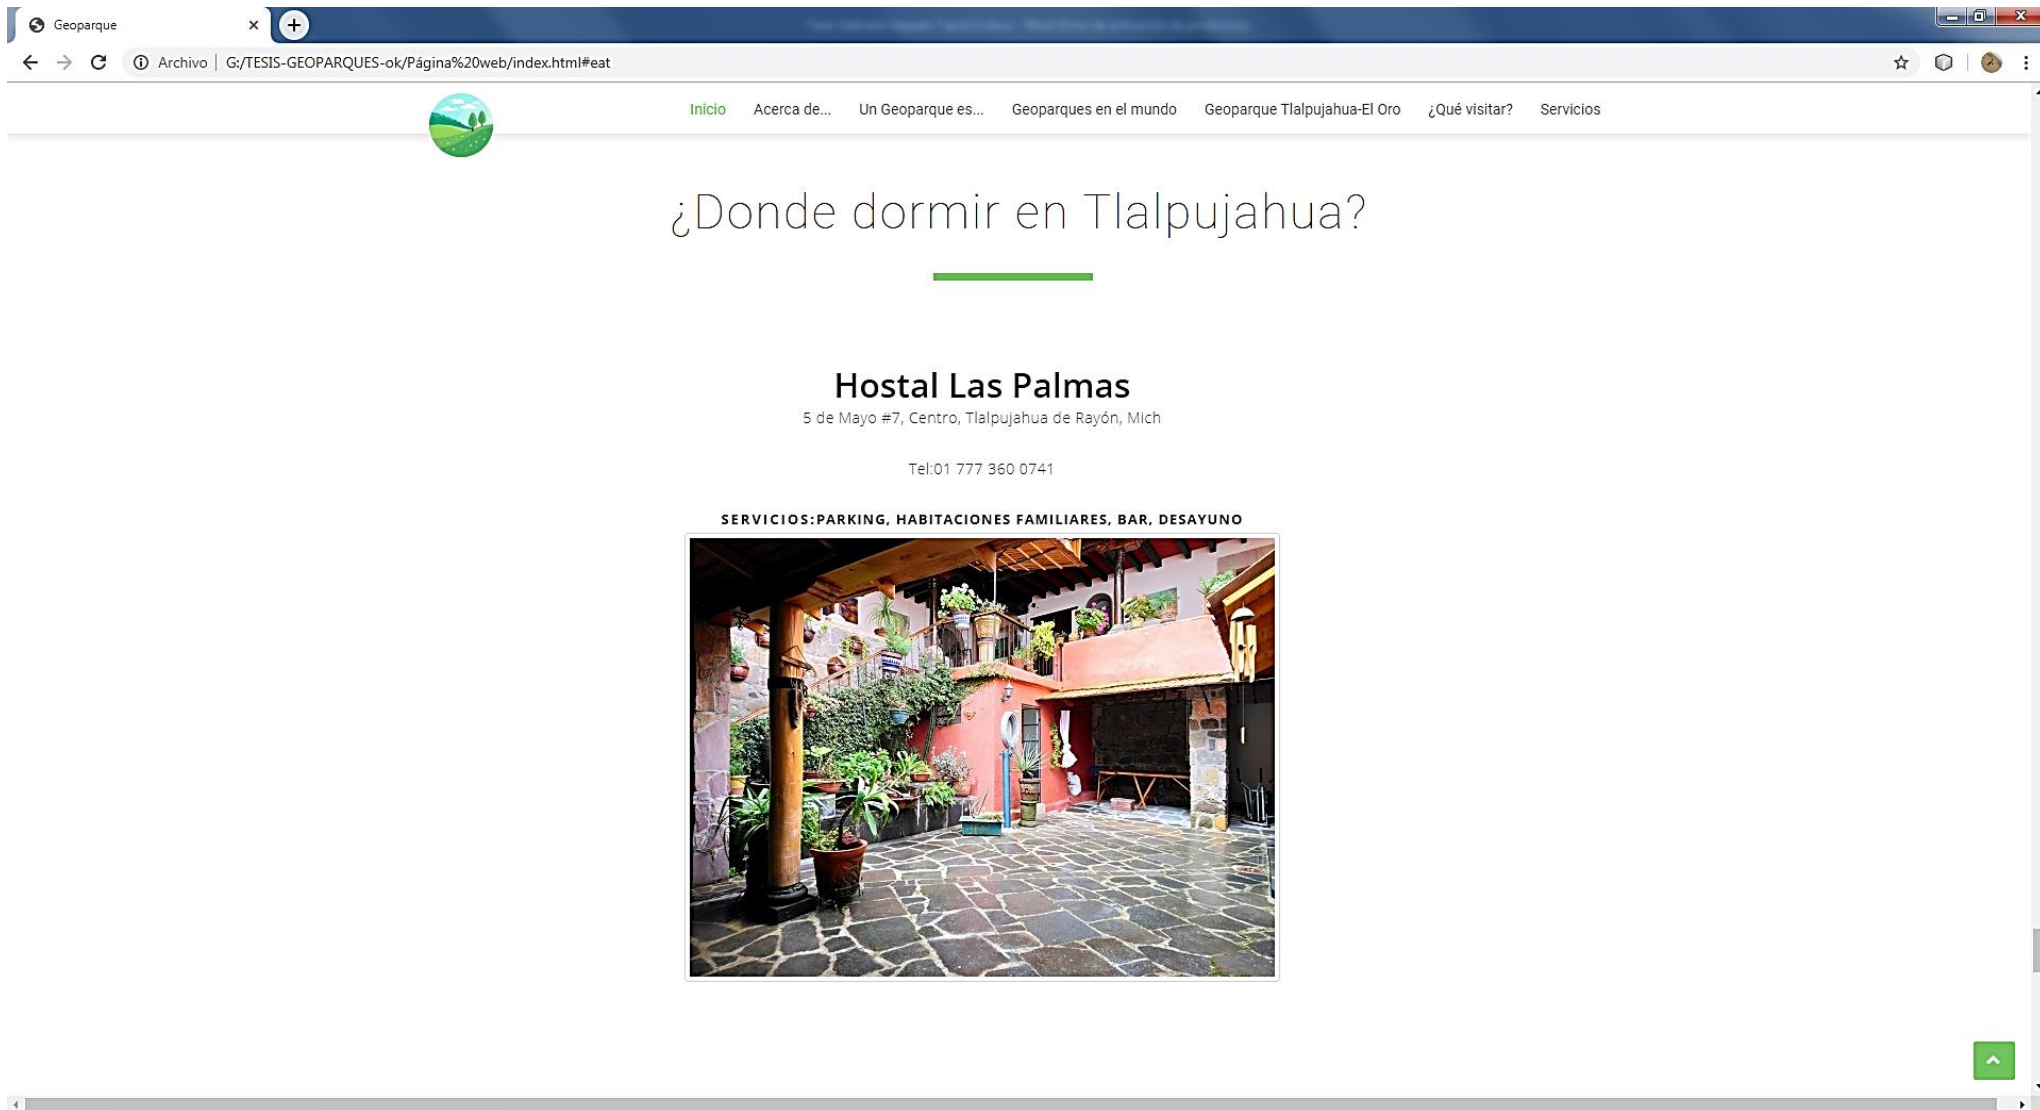 Geoparque
Archivo | G:/TESIS-GEOPARQUES-ok/Página%20web/index.html#eat
Inicio Acerca de... Un Geoparque es... Geoparques en el mundo Geoparque Tlalpujahua-El Oro ¿Qué visitar? Servicios
¿Donde dormir en Tlalpujahua?
Hostal Las Palmas
5 de Mayo #7, Centro, Tlalpujahua de Rayón, Mich
Tel:01 777 360 0741
SERVICIOS:PARKING, HABITACIONES FAMILIARES, BAR, DESAYUNO